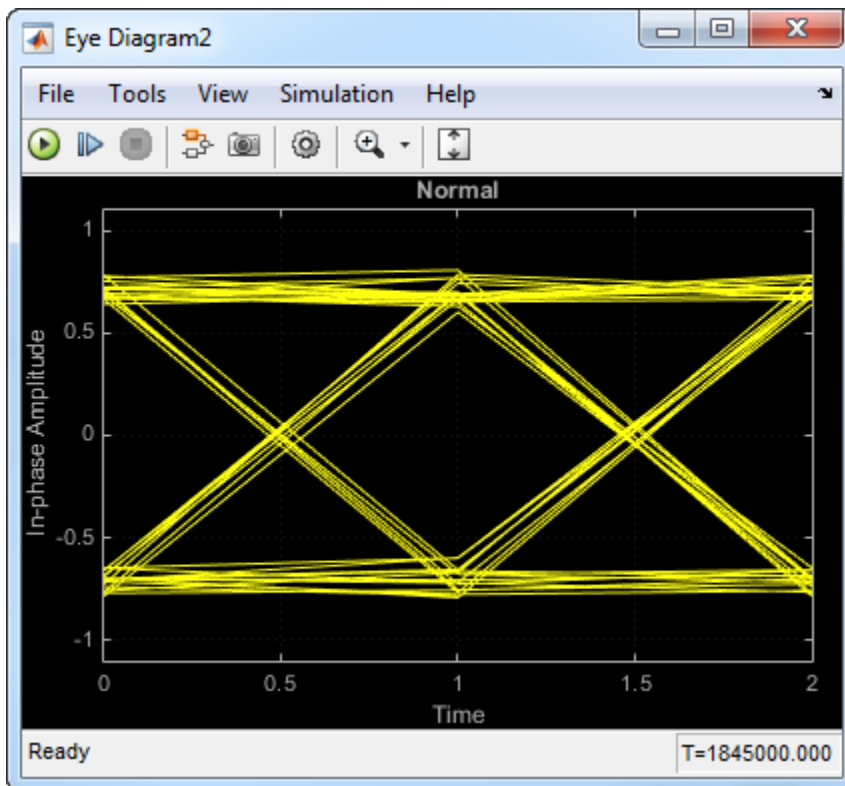 Eye Diagram2
File Tools View Simulation Help
Normal
In-phase Amplitude
1
0.5
0
-0.5
-1
0 0.5 1 1.5 2
Time
Ready T=1845000.000